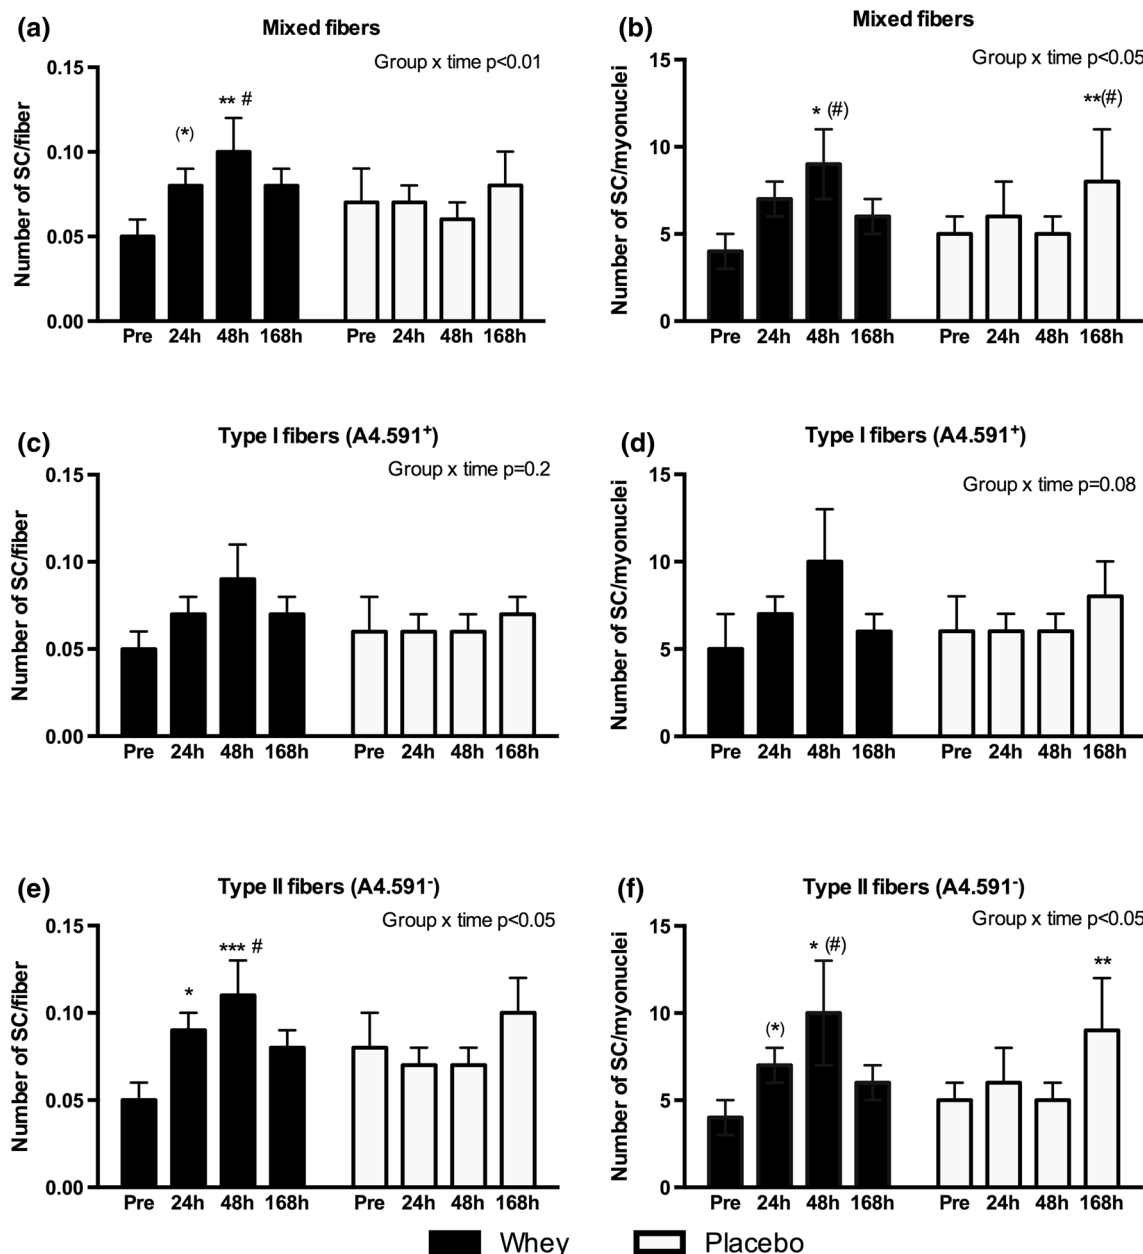 (a)
Mixed fibers
Group x time p<0.01
Number of SC/fiber
0.15
0.10
0.05
0.00
(*)
** #
Pre 24h 48h 168h Pre 24h 48h 168h
(b)
Mixed fibers
Group x time p<0.05
Number of SC/myonuclei
15
10
5
0
* (#)
**(#)
Pre 24h 48h 168h Pre 24h 48h 168h
(c)
Type I fibers (A4.591+)
Group x time p=0.2
Number of SC/fiber
0.15
0.10
0.05
0.00
Pre 24h 48h 168h Pre 24h 48h 168h
(d)
Type I fibers (A4.591+)
Group x time p=0.08
Number of SC/myonuclei
15
10
5
0
Pre 24h 48h 168h Pre 24h 48h 168h
(e)
Type II fibers (A4.591-)
Group x time p<0.05
Number of SC/fiber
0.15
0.10
0.05
0.00
*
*** #
Pre 24h 48h 168h Pre 24h 48h 168h
(f)
Type II fibers (A4.591-)
Group x time p<0.05
Number of SC/myonuclei
15
10
5
0
(*)
* (#)
**
Pre 24h 48h 168h Pre 24h 48h 168h
Whey Placebo